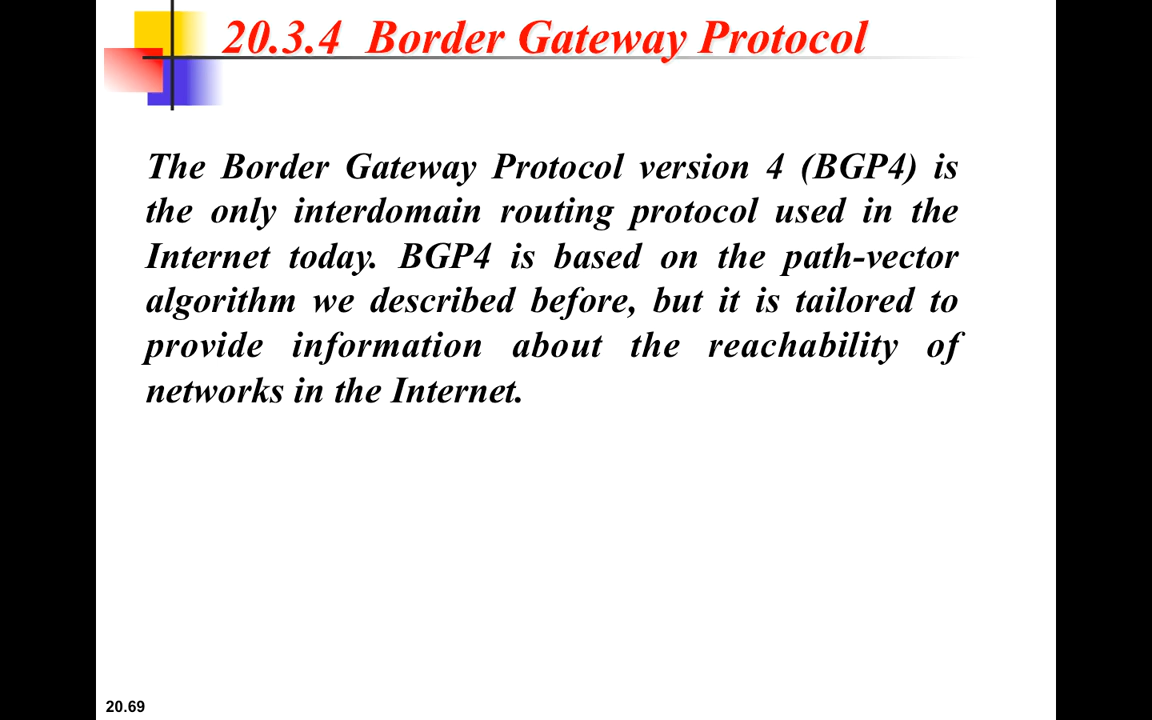 20.3.4 Border Gateway Protocol
The Border Gateway Protocol version 4 (BGP4) is
the only interdomain routing protocol used in the
Internet today. BGP4 is based on the path-vector
algorithm we described before, but it is tailored to
provide information about the reachability of
networks in the Internet.
20.69